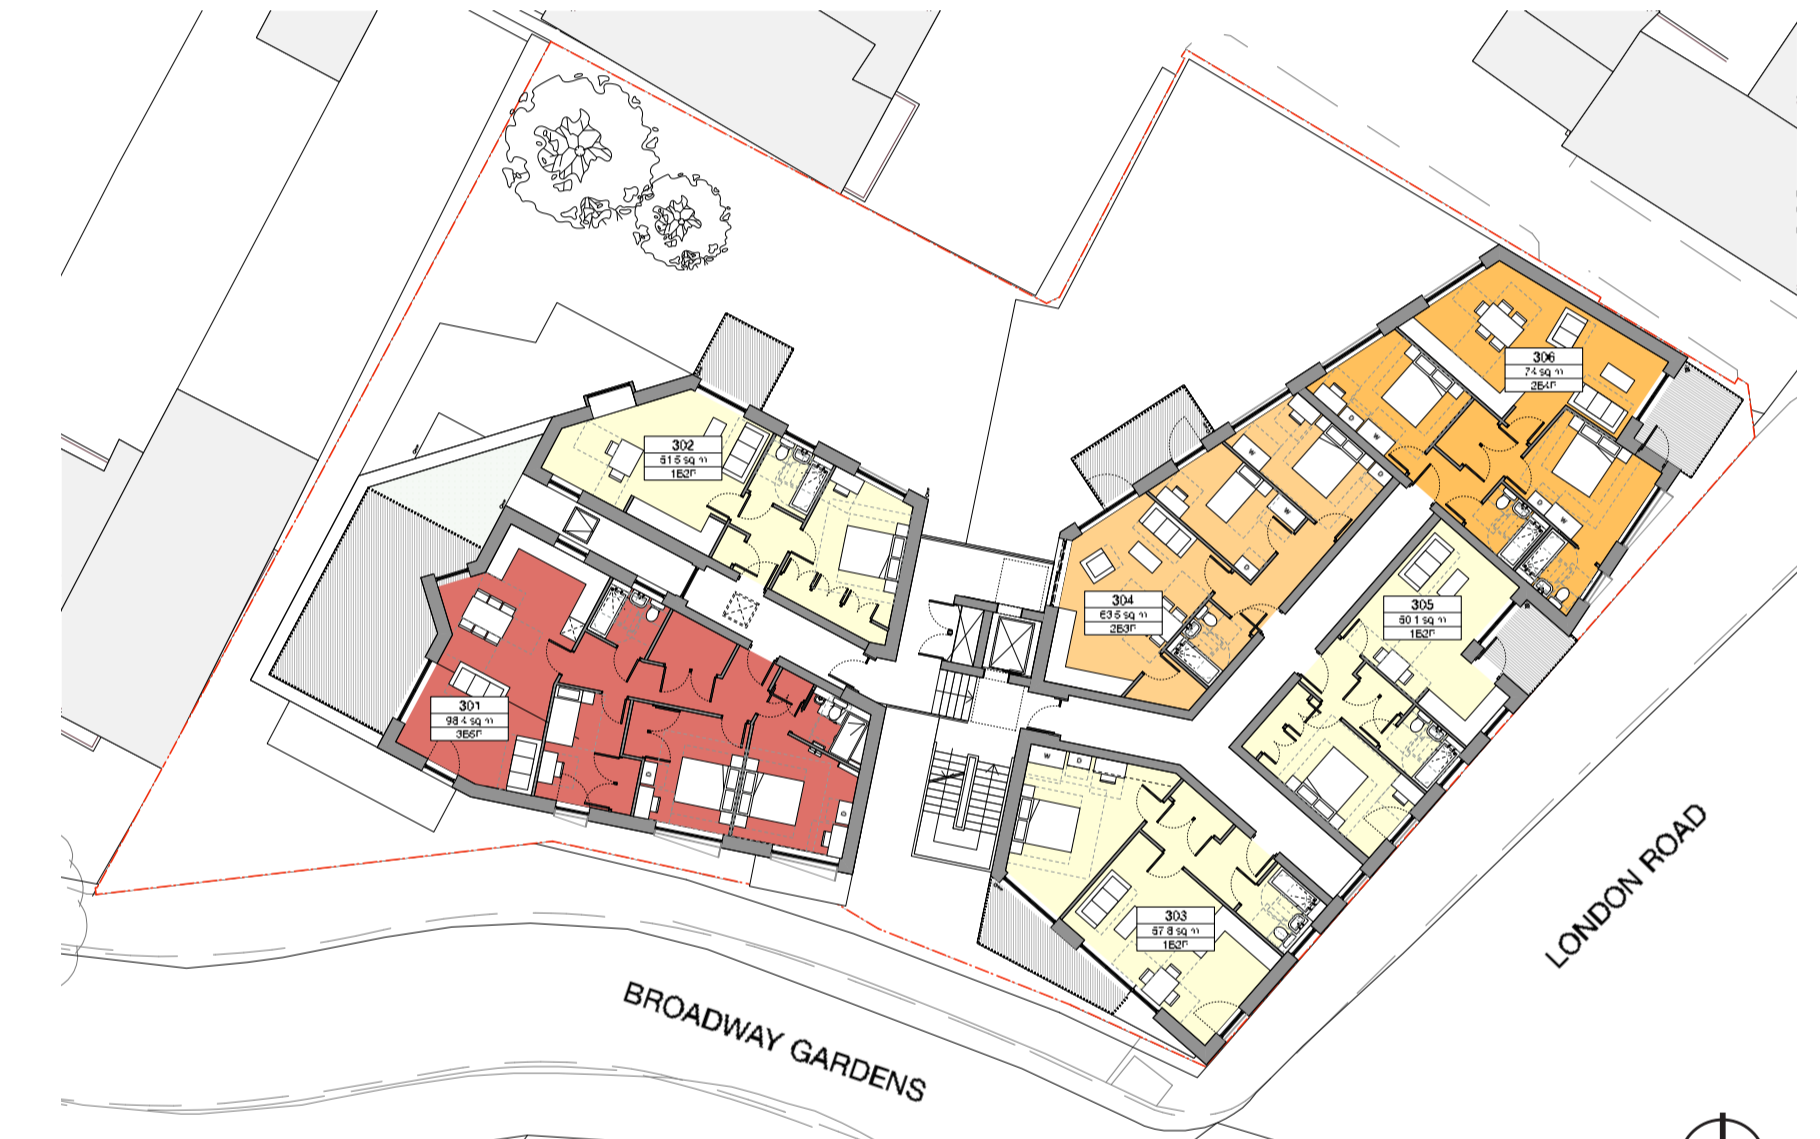 306
74 sq m
2B4P
302
51.5 sq m
1B2P
304
63.5 sq m
2B3P
305
50.1 sq m
1B2P
301
98.4 sq m
303
57.8 sq m
1B2P
LONDON ROAD
BROADWAY GARDENS
W
W
W
W
W
W